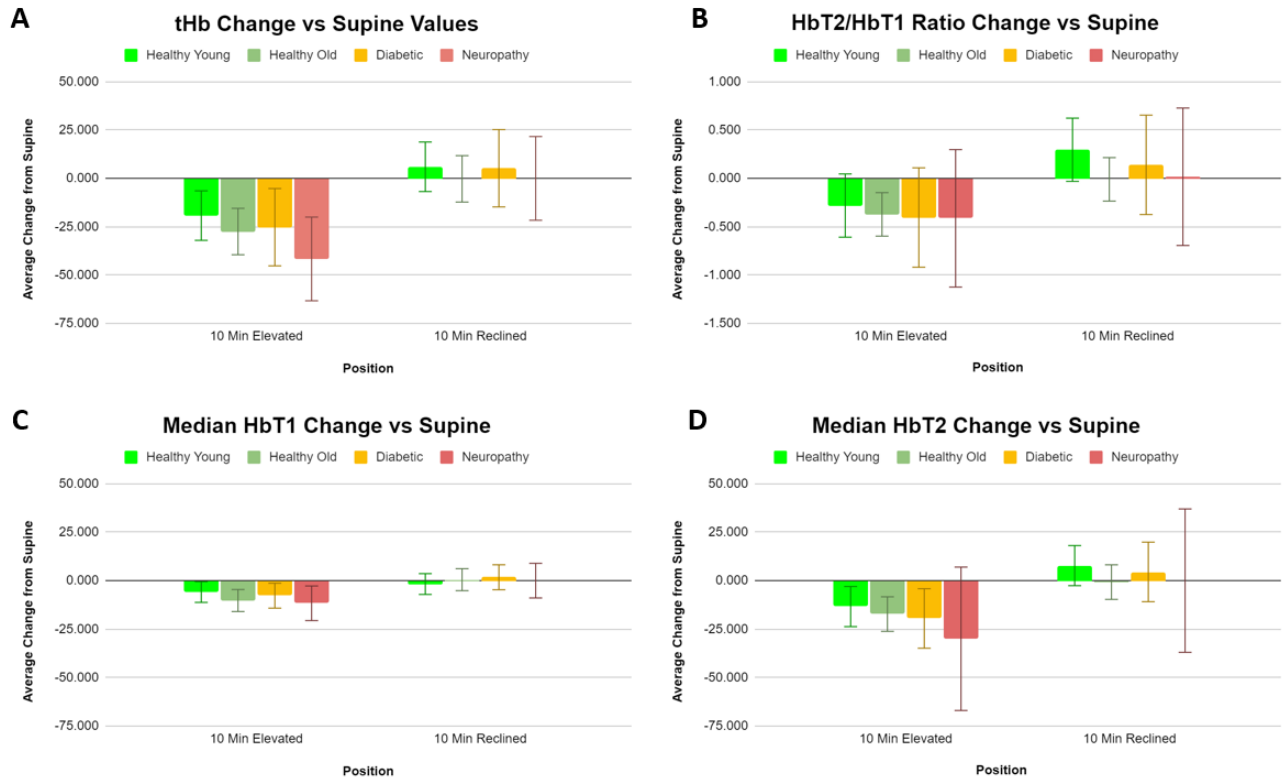 A
tHb Change vs Supine Values
Healthy Young Healthy Old Diabetic Neuropathy
Average Change from Supine
50.000
25.000
0.000
-25.000
-50.000
-75.000
10 Min Elevated 10 Min Reclined
Position
B
HbT2/HbT1 Ratio Change vs Supine
Healthy Young Healthy Old Diabetic Neuropathy
Average Change from Supine
1.000
0.500
0.000
-0.500
-1.000
-1.500
10 Min Elevated 10 Min Reclined
Position
C
Median HbT1 Change vs Supine
Healthy Young Healthy Old Diabetic Neuropathy
Average Change from Supine
50.000
25.000
0.000
-25.000
-50.000
-75.000
10 Min Elevated 10 Min Reclined
Position
D
Median HbT2 Change vs Supine
Healthy Young Healthy Old Diabetic Neuropathy
Average Change from Supine
50.000
25.000
0.000
-25.000
-50.000
-75.000
10 Min Elevated 10 Min Reclined
Position